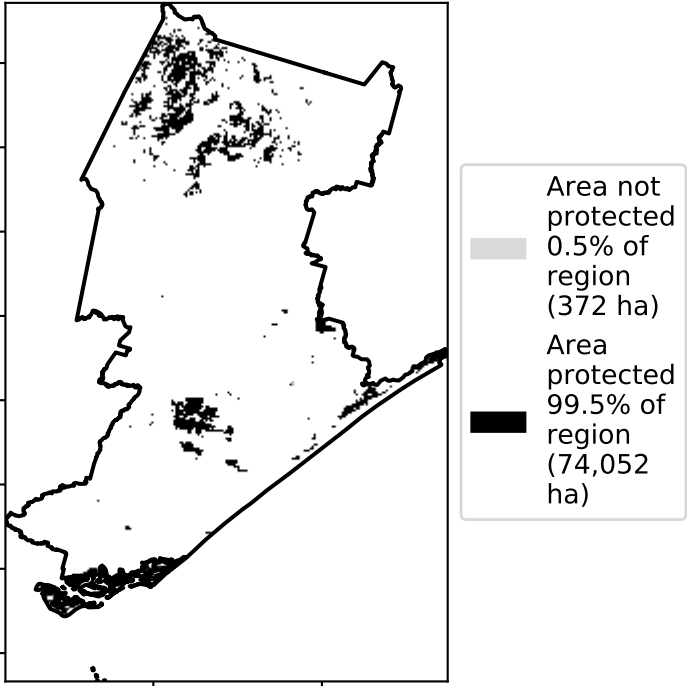 Area not
protected
0.5% of
region
(372 ha)
Area
protected
99.5% of
region
(74,052
ha)